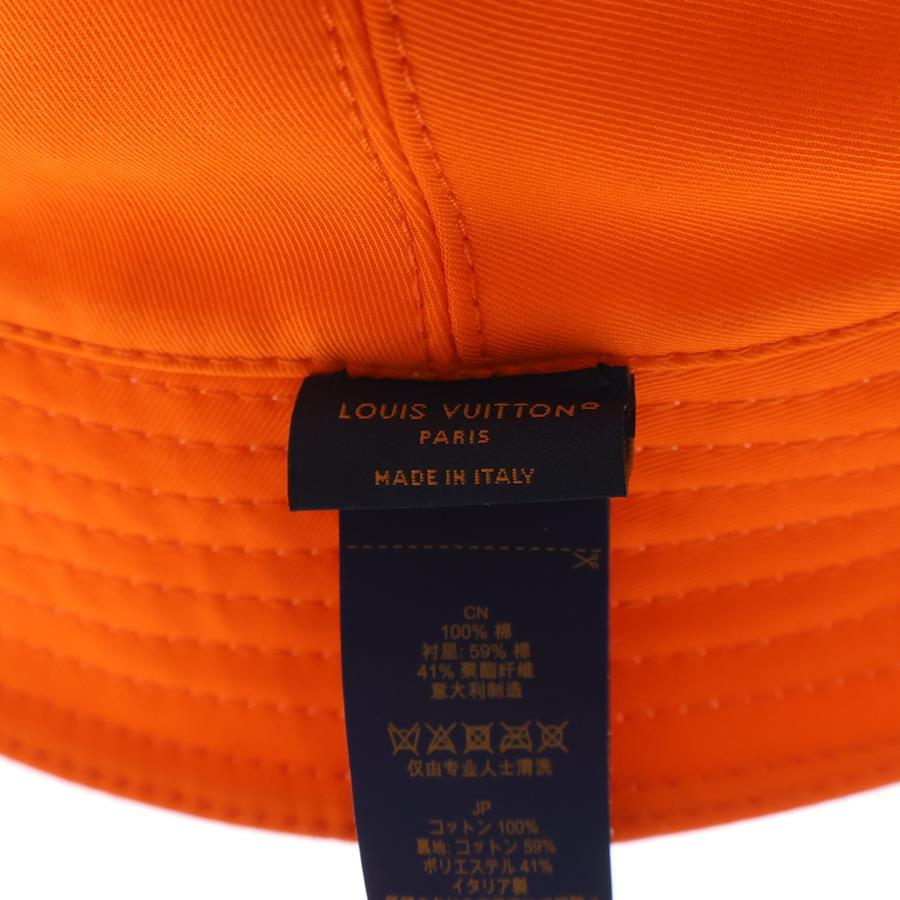 LOUIS VUITTON®
PARIS
MADE IN ITALY
CN
100% 棉
衬里: 59% 棉
41% 聚酯纤维
意大利制造
仅由专业人士清洗
JP
コットン 100%
裏地: コットン 59%
ポリエステル 41%
イタリア製